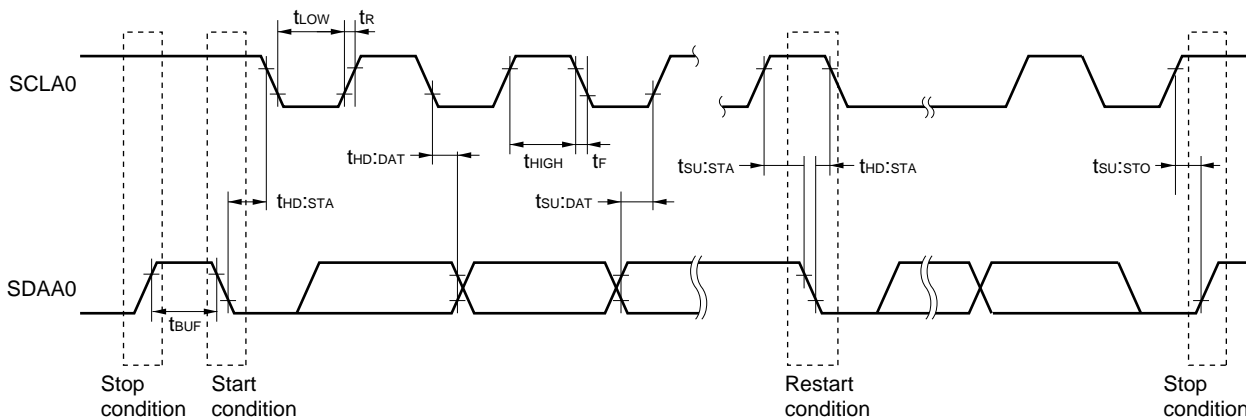 tLOW tR
SCLA0
tHD:DAT tHIGH tF tSU:STA tHD:STA tSU:STO
tHD:STA tSU:DAT
SDAA0
tBUF
Stop
condition
Start
condition
Restart
condition
Stop
condition